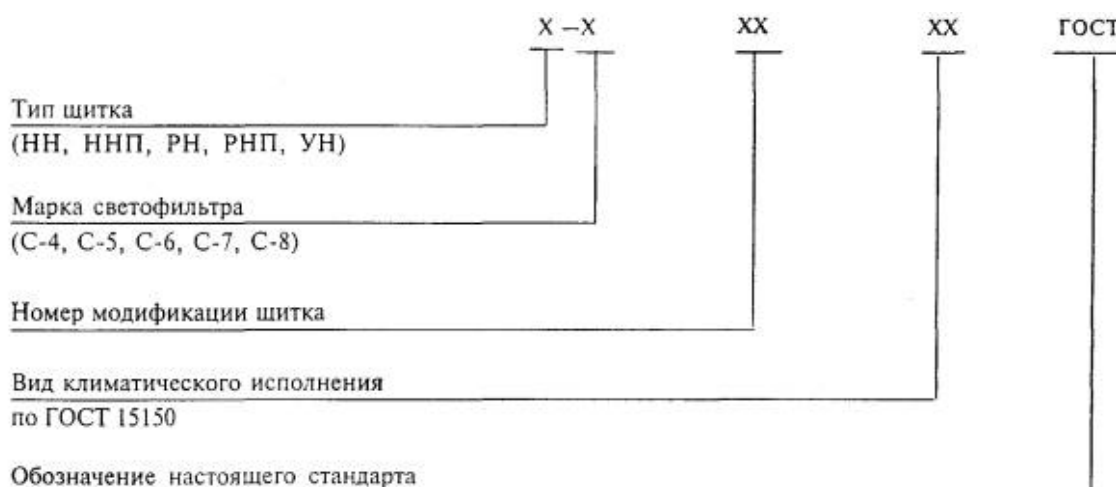 Х – Х ХХ ХХ ГОСТ
Тип щитка
(НН, ННП, РН, РНП, УН)
Марка светофильтра
(С-4, С-5, С-6, С-7, С-8)
Номер модификации щитка
Вид климатического исполнения
по ГОСТ 15150
Обозначение настоящего стандарта